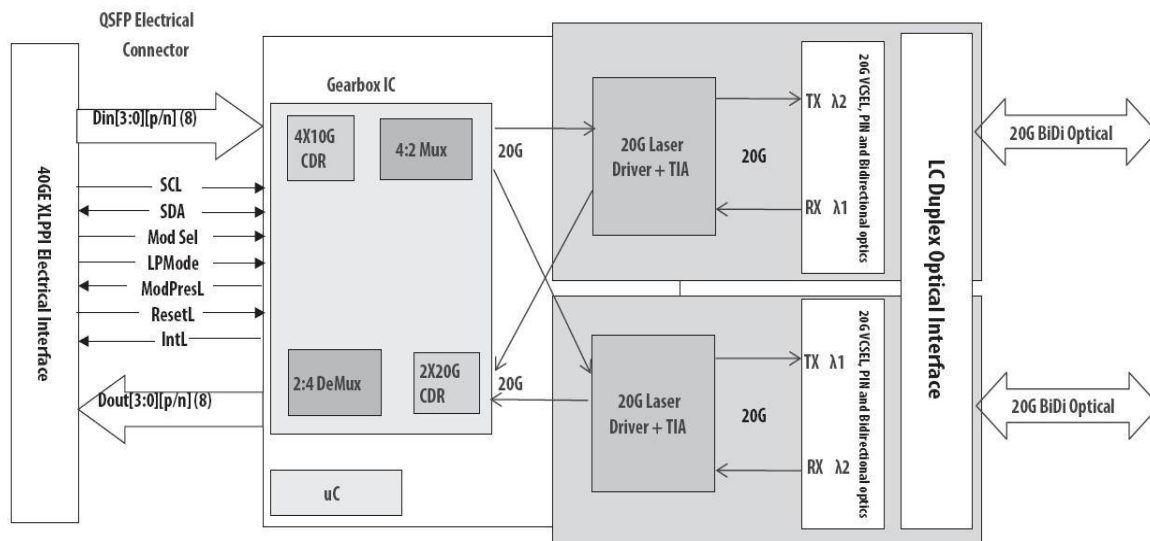 QSFP Electrical
Connector
40GE XLPPI Electrical Interface
Din[3:0][p/n] (8)
SCL
SDA
Mod Sel
LPMode
ModPresL
ResetL
IntL
Dout[3:0][p/n] (8)
Gearbox IC
4X10G
CDR
4:2 Mux
2:4 DeMux
2X20G
CDR
uC
20G
20G
20G Laser
Driver + TIA
20G
TX λ2
RX λ1
20G VCSEL, PIN and Bidirectional optics
20G Laser
Driver + TIA
20G
TX λ1
RX λ2
20G VCSEL, PIN and Bidirectional optics
LC Duplex Optical Interface
20G BiDi Optical
20G BiDi Optical